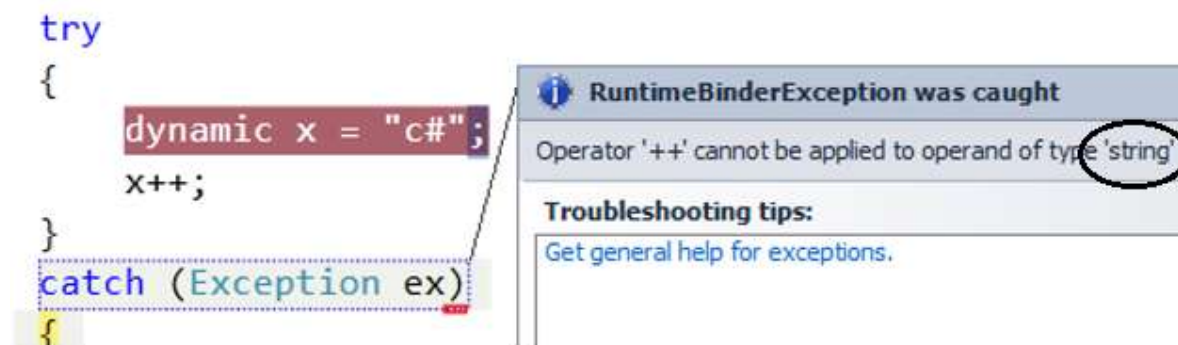 try
{
dynamic x = "c#";
x++;
}
catch (Exception ex)
{
RuntimeBinderException was caught
Operator '++' cannot be applied to operand of type 'string'
Troubleshooting tips:
Get general help for exceptions.